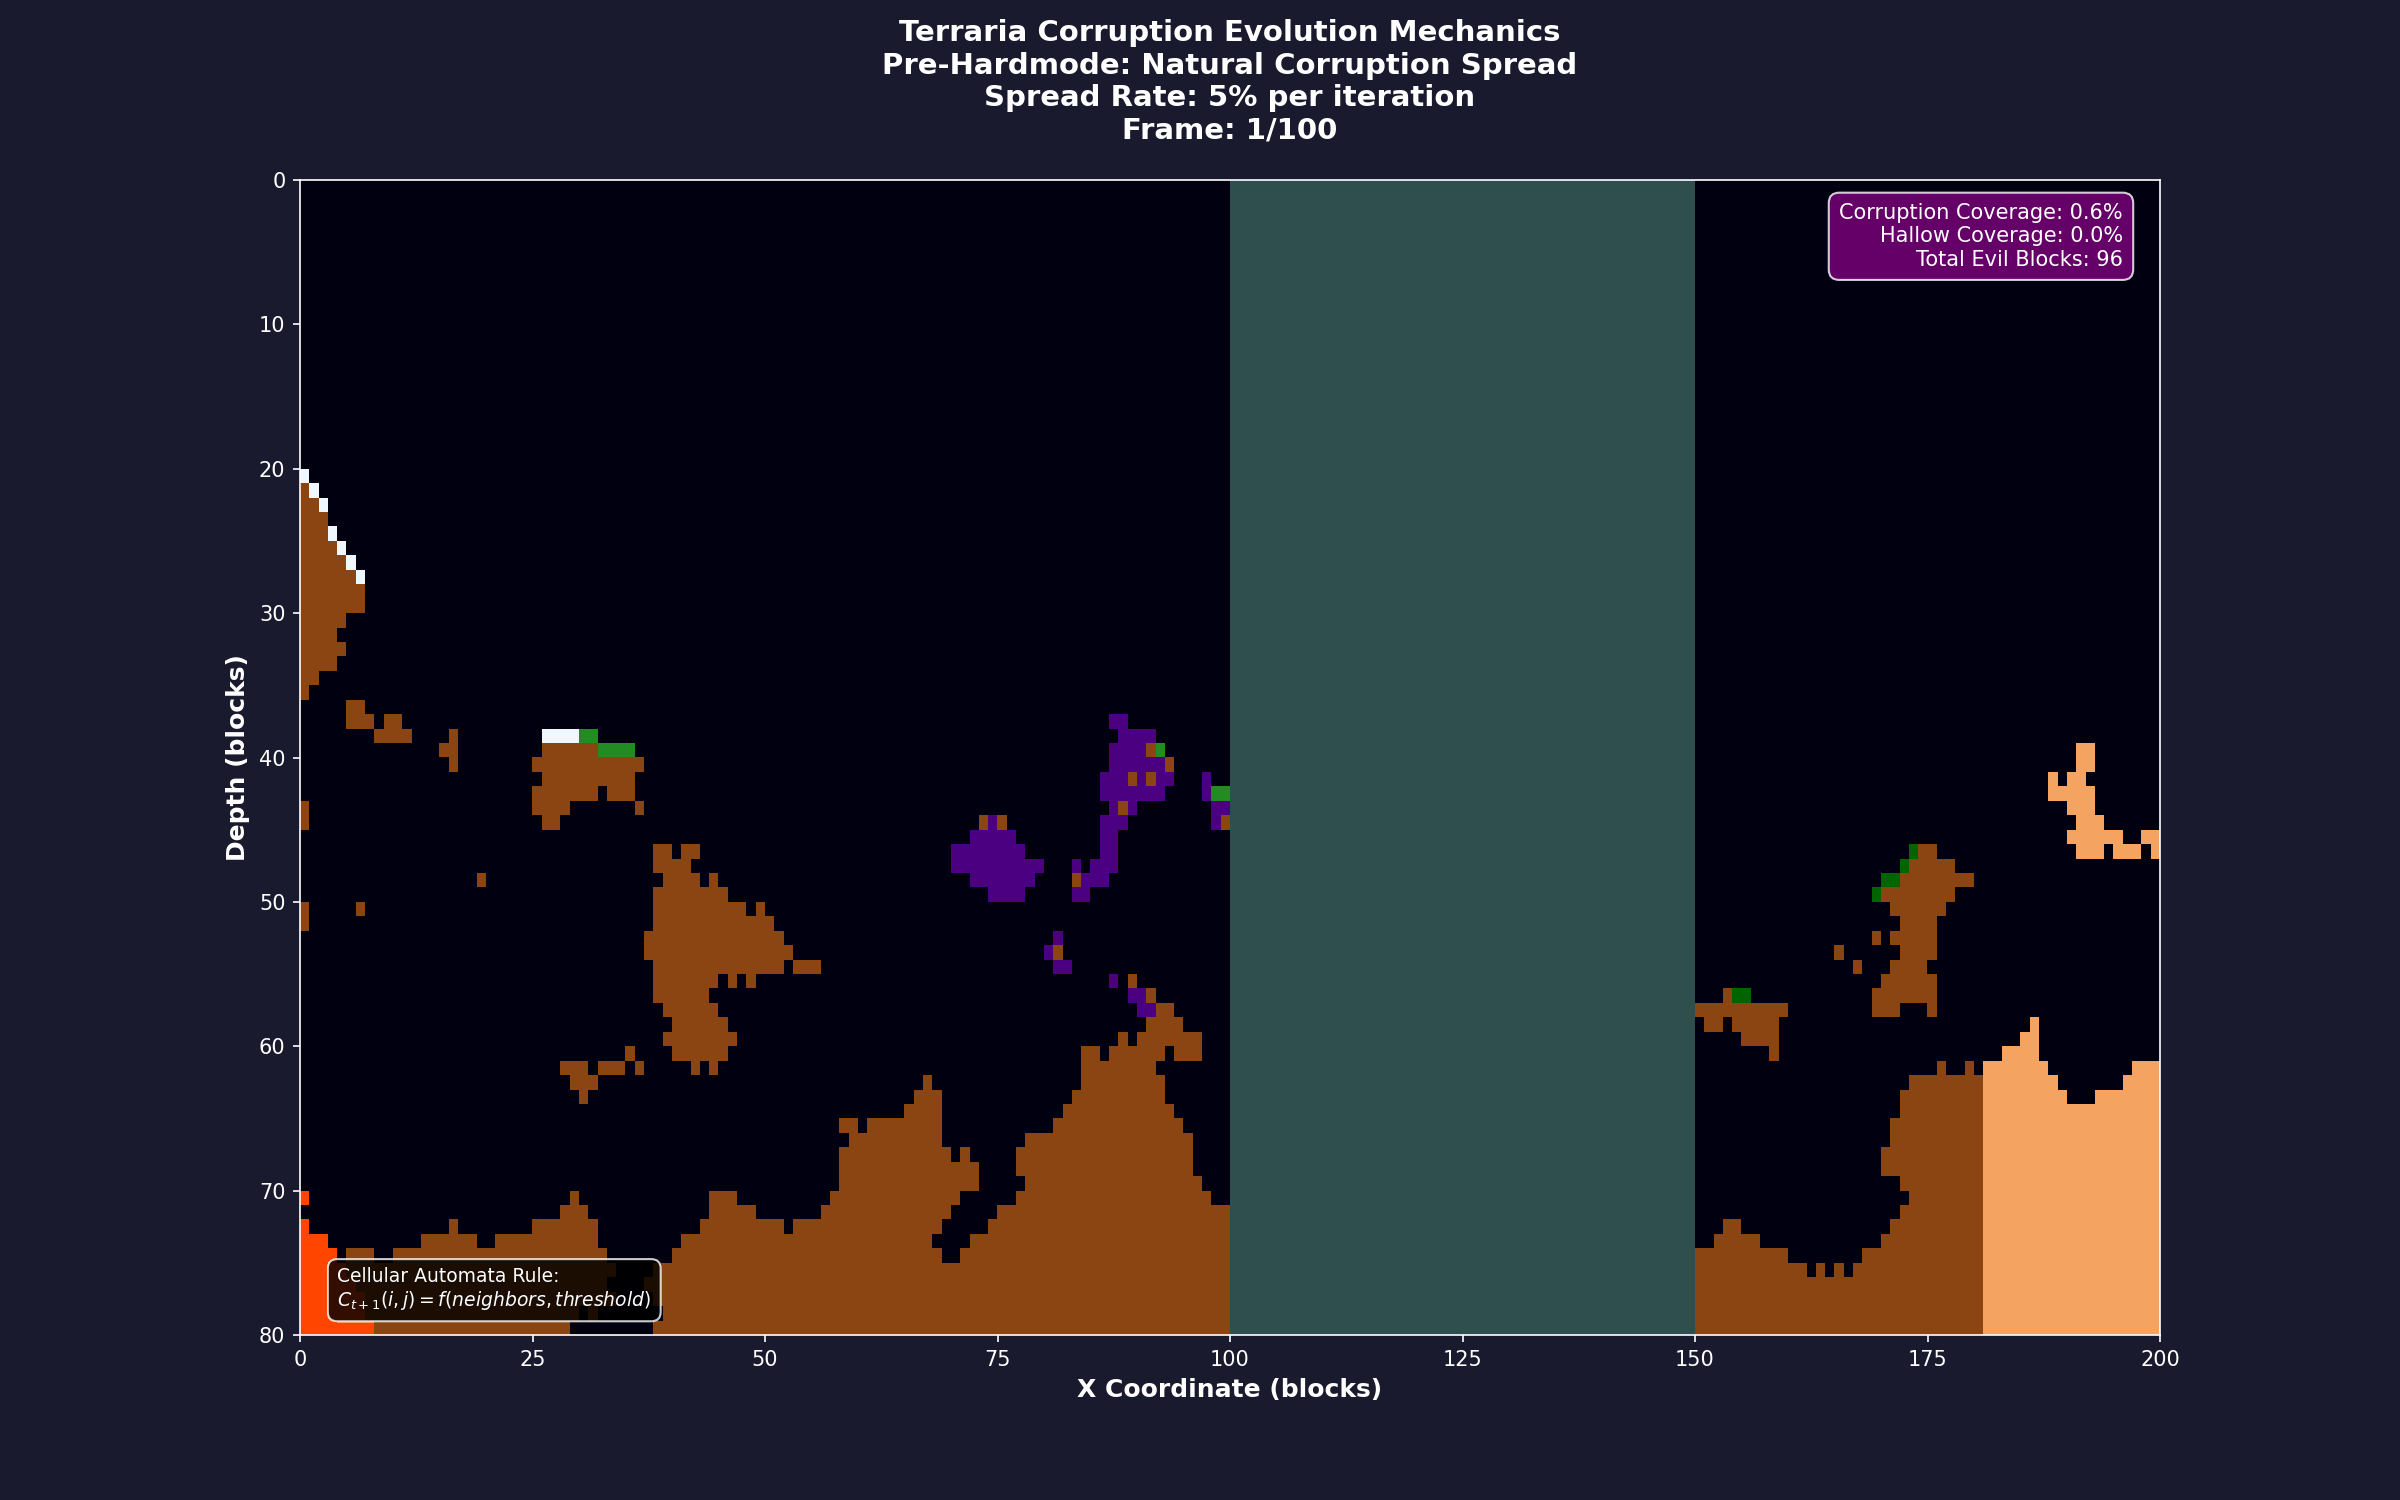 Terraria Corruption Evolution Mechanics
Pre-Hardmode: Natural Corruption Spread
Spread Rate: 5% per iteration
Frame: 1/100
Corruption Coverage: 0.6%
Hallow Coverage: 0.0%
Total Evil Blocks: 96
Depth (blocks)
0
10
20
30
40
50
60
70
80
Cellular Automata Rule:
C_{t+1}(i, j) = f(neighbors, threshold)
0 25 50 75 100 125 150 175 200
X Coordinate (blocks)